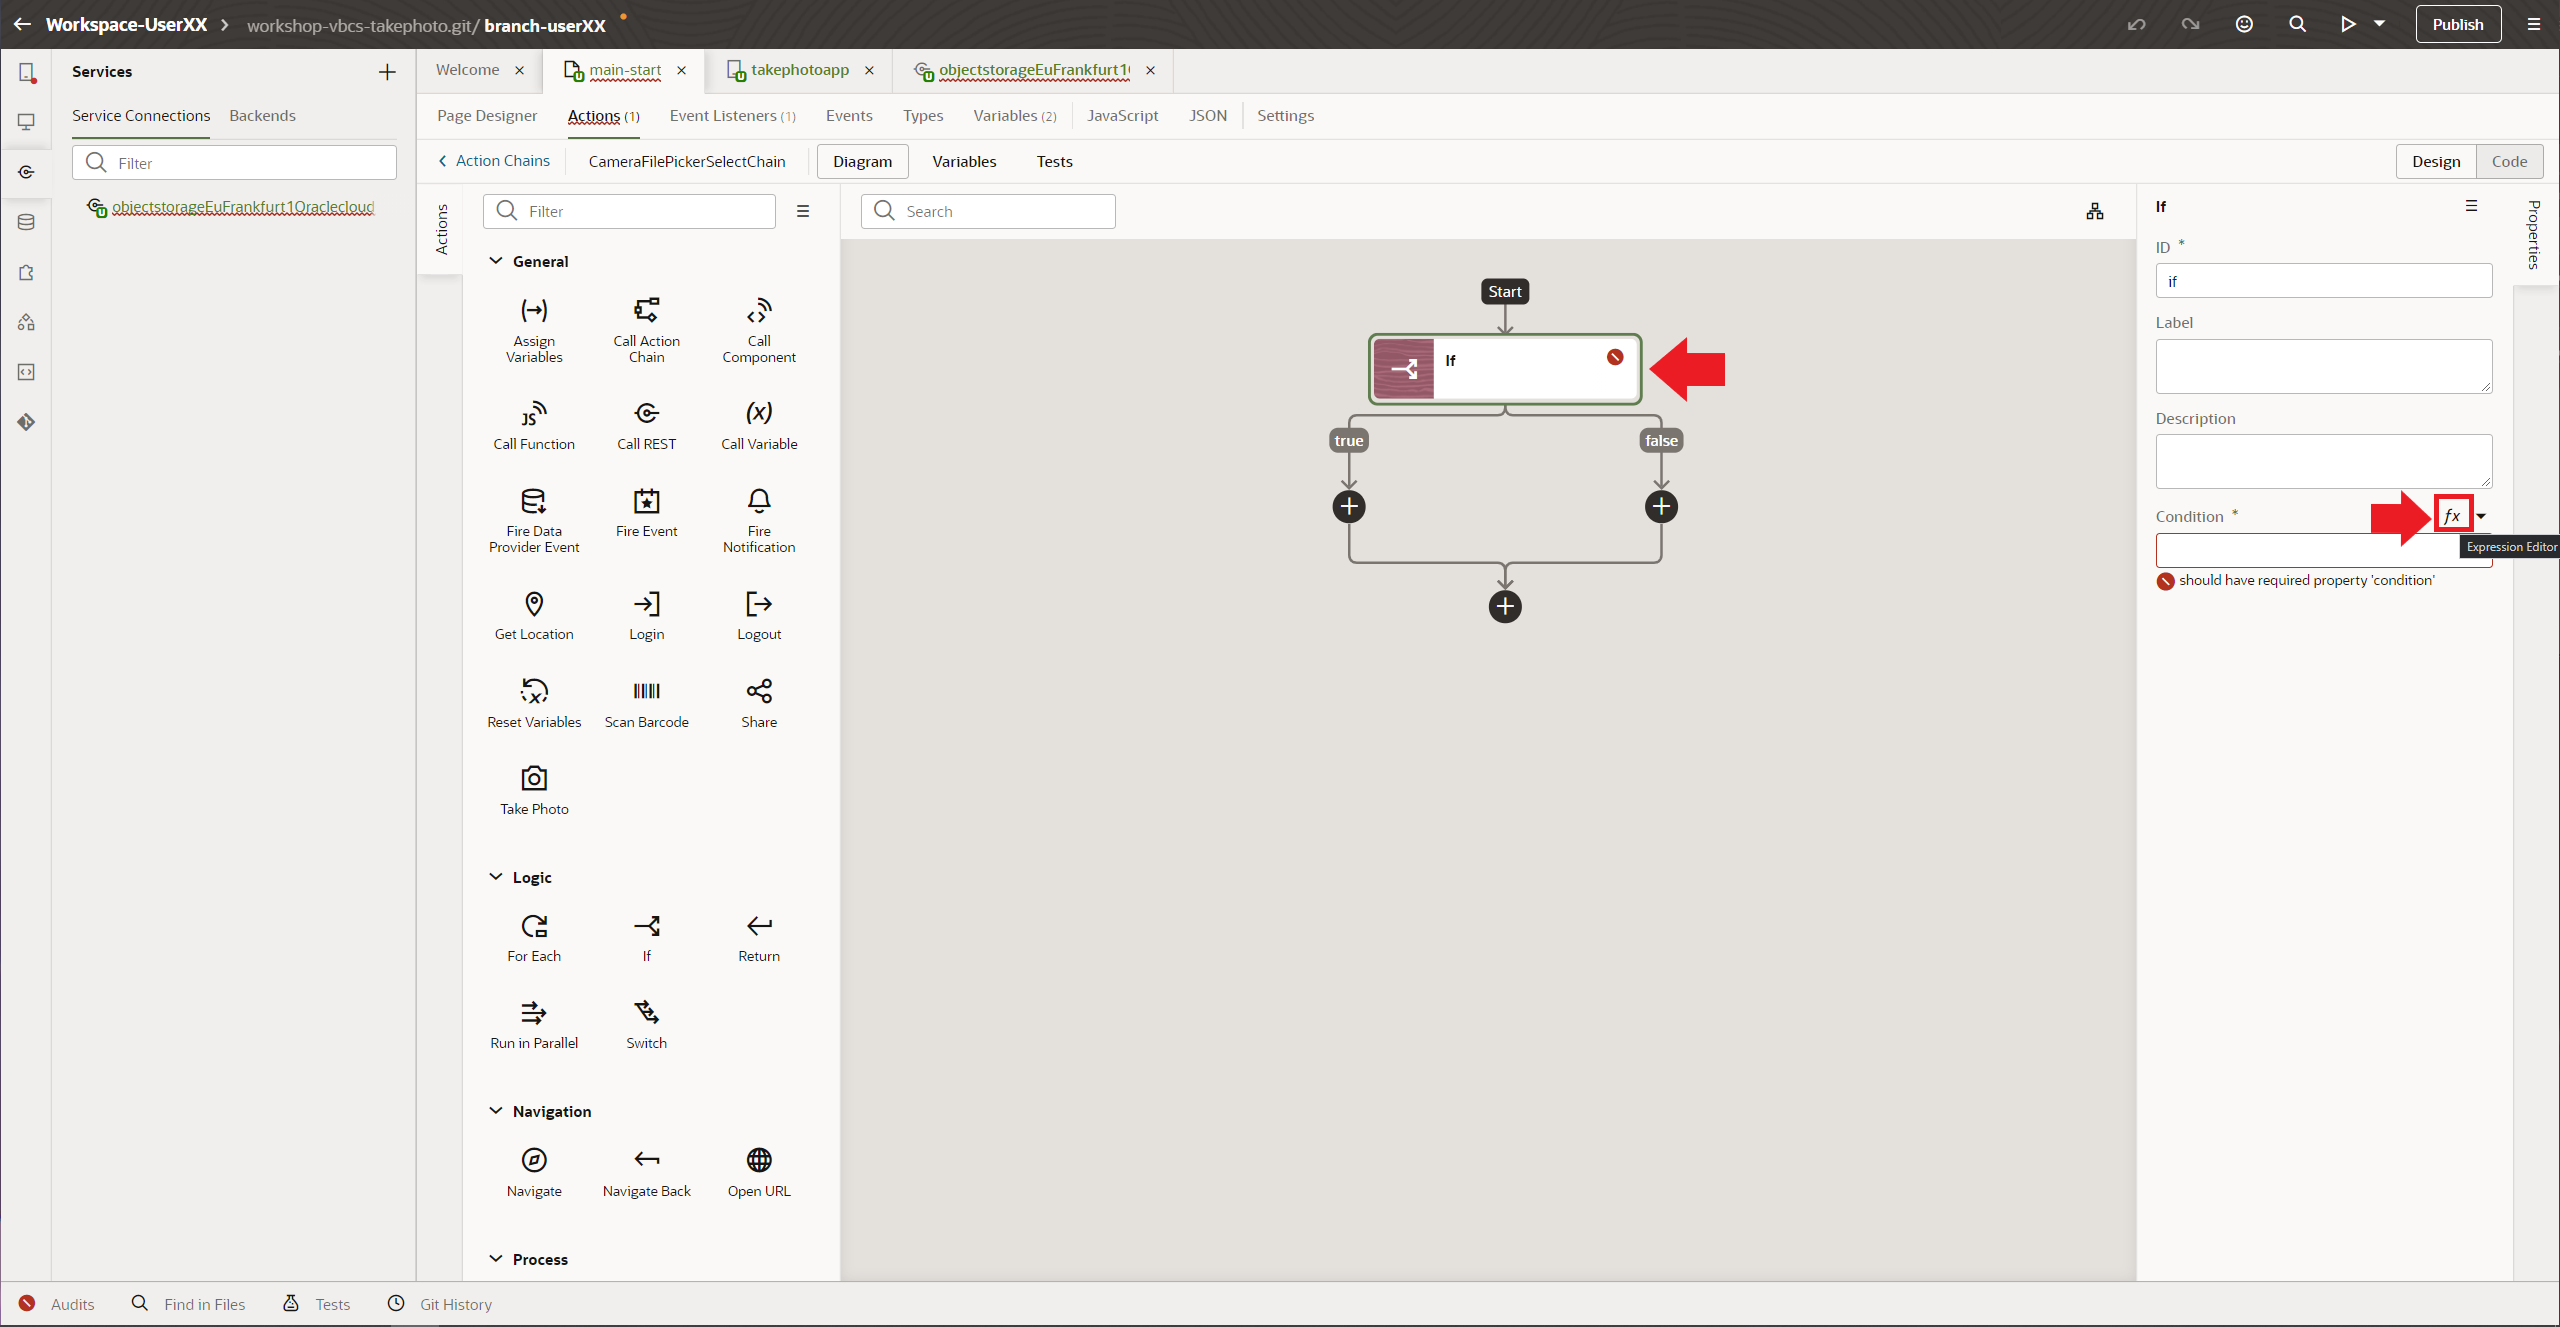 Workspace-UserXX
workshop-vbcs-takephoto.git/ branch-userXX
Publish
Services
Service Connections
Backends
Filter
objectstorageEuFrankfurt1Oraclecloud
Welcome
main-start
takephotoapp
objectstorageEuFrankfurt1
Page Designer
Actions (1)
Event Listeners (1)
Events
Types
Variables (2)
JavaScript
JSON
Settings
Action Chains
CameraFilePickerSelectChain
Diagram
Variables
Tests
Design
Code
Actions
Filter
General
Assign
Variables
Call Action
Chain
Call
Component
JS
Call Function
Call REST
(x)
Call Variable
Fire Data
Provider Event
Fire Event
Fire
Notification
Get Location
Login
Logout
x
Reset Variables
Scan Barcode
Share
Take Photo
Logic
For Each
If
Return
Run in Parallel
Switch
Navigation
Navigate
Navigate Back
Open URL
Process
Search
Start
If
true
false
If
Properties
ID *
if
Label
Description
Condition *
fx
Expression Editor
should have required property 'condition'
Audits
Find in Files
Tests
Git History